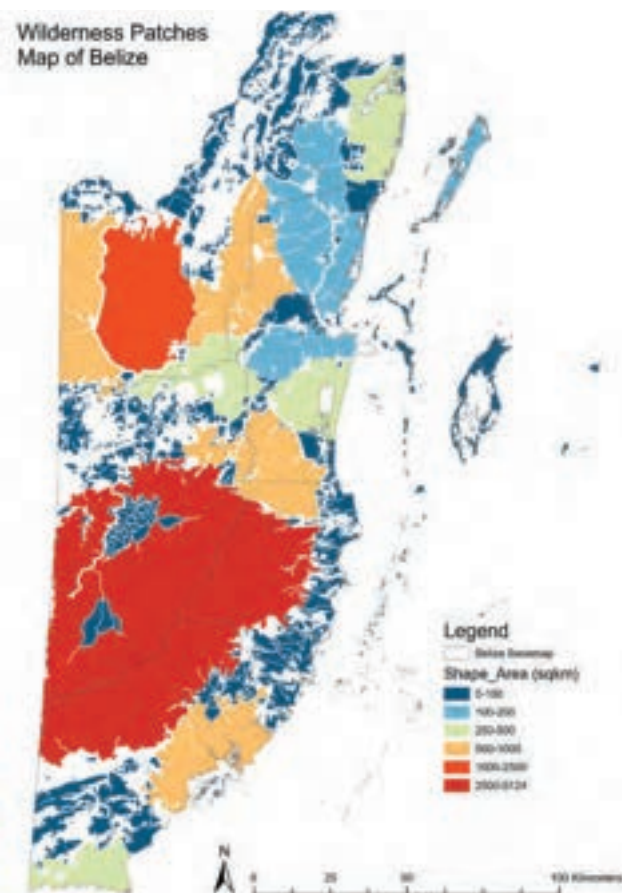 Wilderness Patches
Map of Belize
Legend
Belize Basemap
Shape_Area (sqkm)
0-100
100-250
250-500
500-1000
1000-2500
2500-5124
N
0
50
100 Kilometers